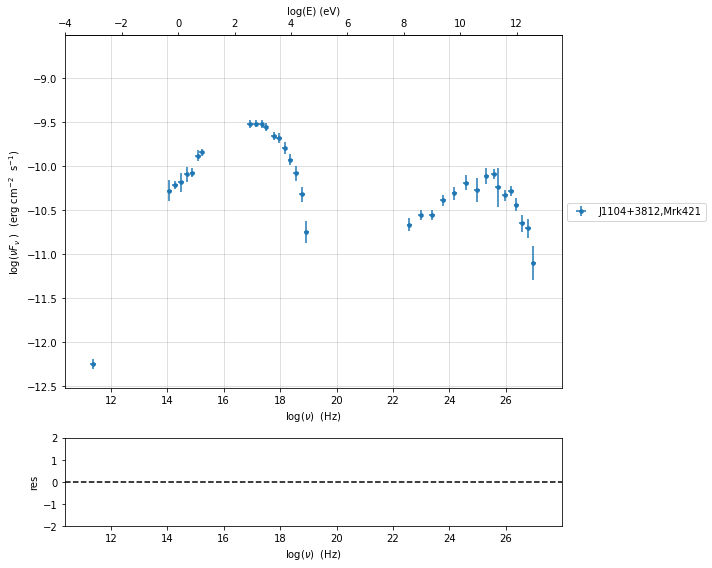 log(E) (eV)
−4 −2 0 2 4 6 8 10 12
−9.0
−9.5
−10.0
−10.5
−11.0
−11.5
−12.0
−12.5
log(νFν ) (erg cm⁻² s⁻¹)
J1104+3812,Mrk421
12 14 16 18 20 22 24 26
log(ν) (Hz)
2
1
0
−1
−2
res
12 14 16 18 20 22 24 26
log(ν) (Hz)